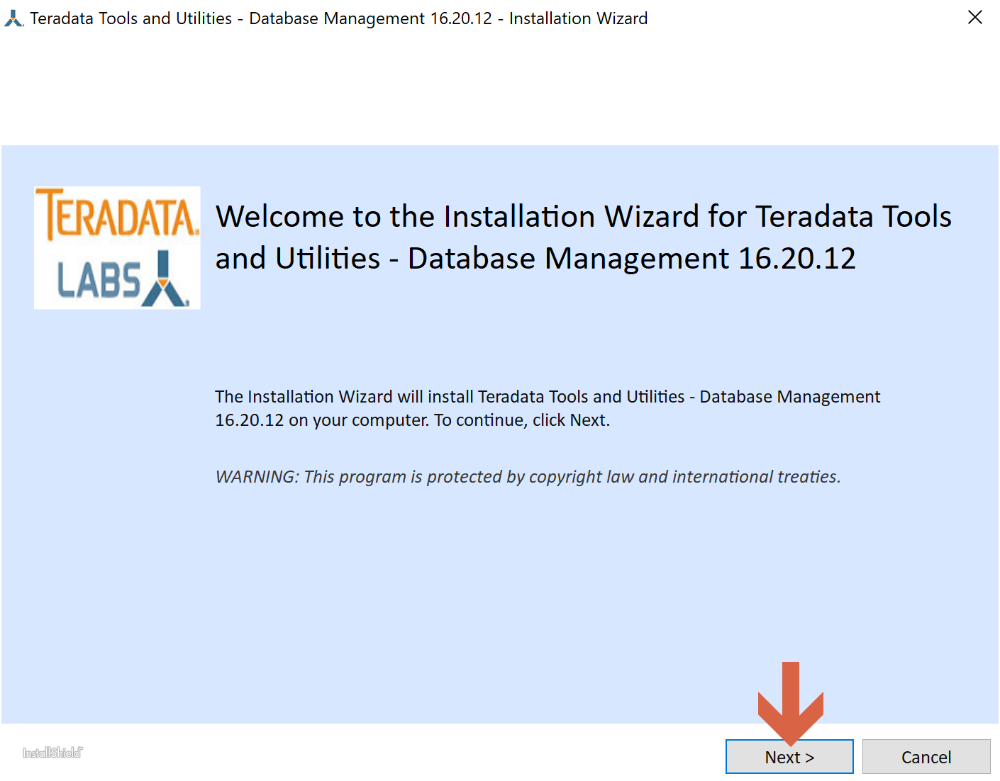 Teradata Tools and Utilities - Database Management 16.20.12 - Installation Wizard
TERADATA.
LABS
Welcome to the Installation Wizard for Teradata Tools
and Utilities - Database Management 16.20.12
The Installation Wizard will install Teradata Tools and Utilities - Database Management
16.20.12 on your computer. To continue, click Next.
WARNING: This program is protected by copyright law and international treaties.
InstallShield
Next >
Cancel